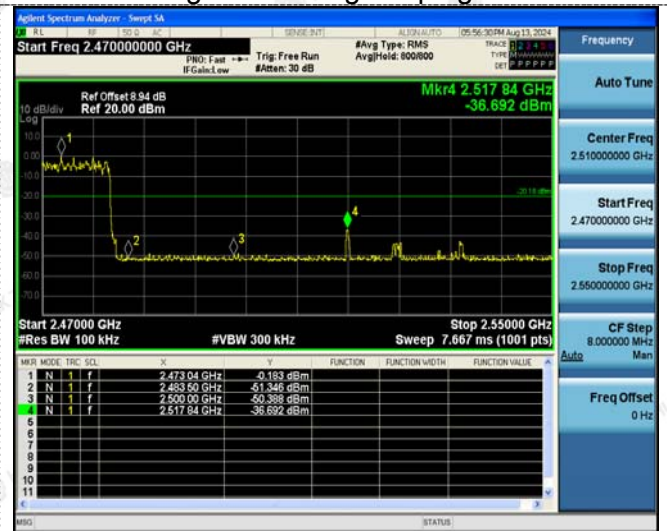 Agilent Spectrum Analyzer - Swept SA
RL RF 50 Ω AC SENSE:INT ALIGN AUTO 05:56:30 PM Aug 13, 2024
Start Freq 2.470000000 GHz
PNO: Fast Trig: Free Run
IFGain:Low #Atten: 30 dB
#Avg Type: RMS
Avg|Hold: 800/800
TRACE 1 2 3 4 5 6
TYPE
DET P P P P P P
Frequency
Mkr4 2.517 84 GHz
-36.692 dBm
Ref Offset 8.94 dB
Ref 20.00 dBm
10 dB/div
Log
10.0
0.00
-10.0
-20.0
-30.0
-40.0
-50.0
-60.0
-70.0
1
2
3
4
Start 2.47000 GHz Stop 2.55000 GHz
#Res BW 100 kHz #VBW 300 kHz Sweep 7.667 ms (1001 pts)
MKR MODE TRC SCL X Y FUNCTION FUNCTION WIDTH FUNCTION VALUE
1 N 1 f 2.473 04 GHz -0.183 dBm
2 N 1 f 2.483 50 GHz -51.346 dBm
3 N 1 f 2.500 00 GHz -50.388 dBm
4 N 1 f 2.517 84 GHz -36.692 dBm
5
6
7
8
9
10
11
MSG STATUS
Auto Tune
Center Freq
2.510000000 GHz
Start Freq
2.470000000 GHz
Stop Freq
2.550000000 GHz
CF Step
8.000000 MHz
Auto Man
Freq Offset
0 Hz